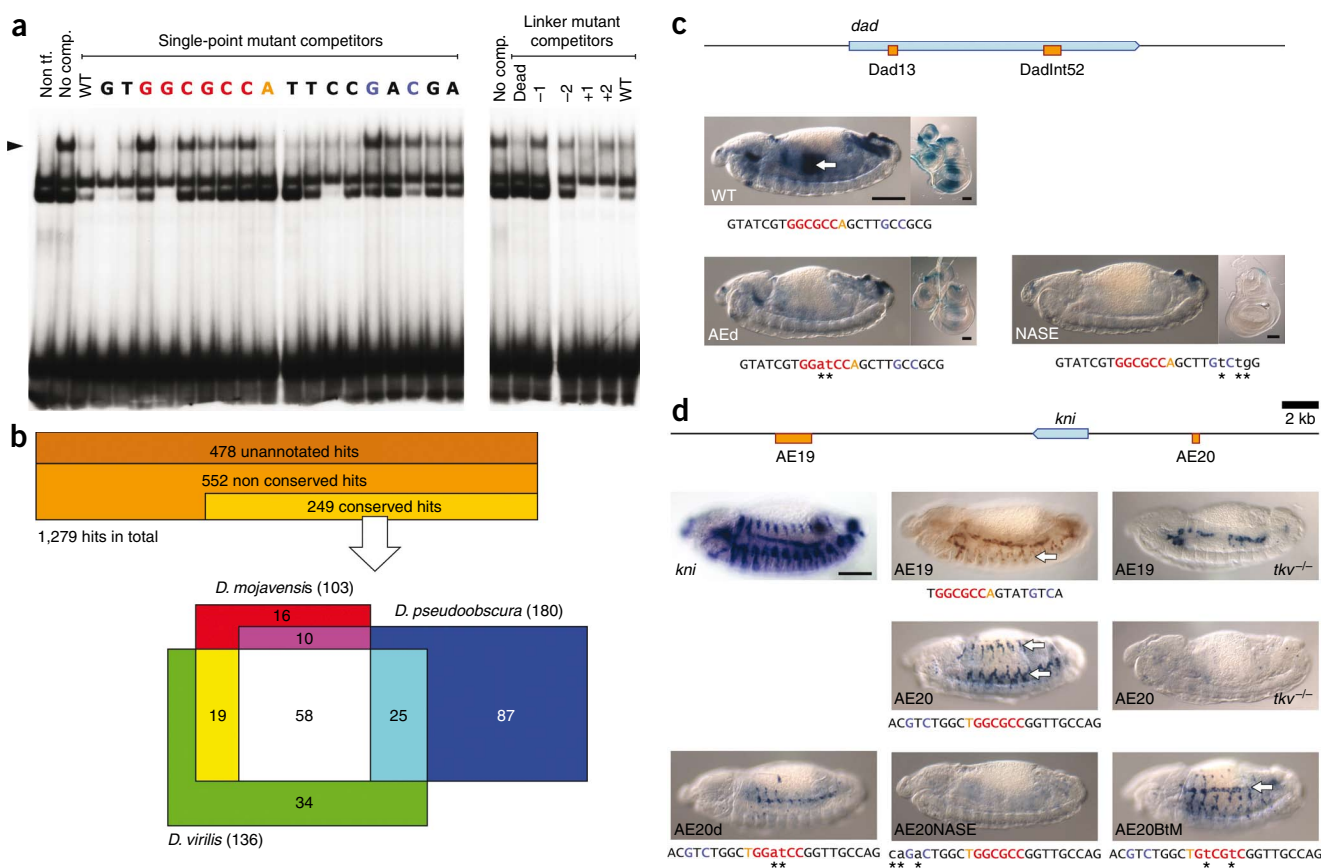 a
Single-point mutant competitors
Linker mutant competitors
Non tf.
No comp.
WT
G T G G C G C C A T T C C G A C G A
No comp.
Dead
–1
–2
+1
+2
WT
b
478 unannotated hits
552 non conserved hits
249 conserved hits
1,279 hits in total
D. mojavensis (103)
16
D. pseudoobscura (180)
10
19
58
25
87
34
D. virilis (136)
c
dad
Dad13
DadInt52
WT
GTATCGTGGCGCCAGCTTGCCGCG
AEd
NASE
GTATCGTGGatCCAGCTTGCCGCG
**
GTATCGTGGCGCCAGCTTGtCtgG
* **
d
kni
2 kb
AE19
AE20
kni
AE19
AE19
tkv–/–
TGGCGCCAGTATGTCA
AE20
AE20
tkv–/–
ACGTCTGGCTGGCGCCGGTTGCCAG
AE20d
AE20NASE
AE20BtM
ACGTCTGGCTGGatCCGGTTGCCAG
**
caGaCTGGCTGGCGCCGGTTGCCAG
** *
ACGTCTGGCTGtCGtCGGTTGCCAG
* *